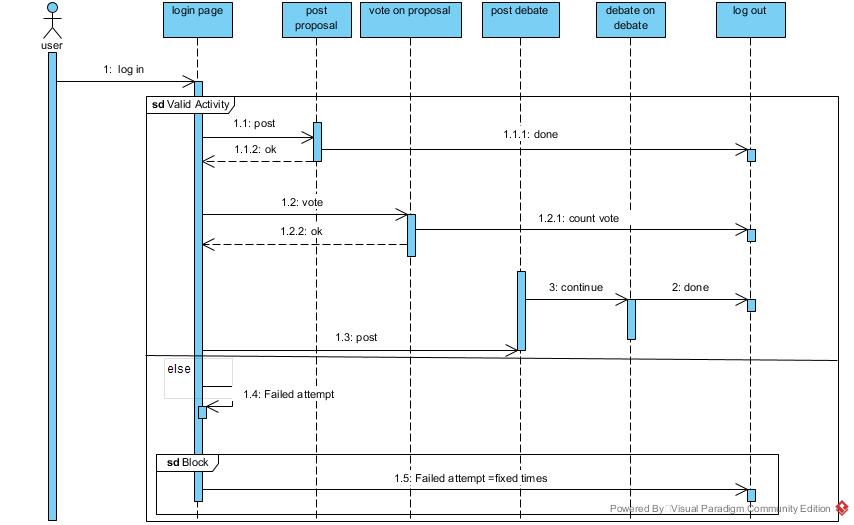 login page
post
proposal
vote on proposal
post debate
debate on
debate
log out
user
1: log in
sd Valid Activity
1.1: post
1.1.1: done
1.1.2: ok
1.2: vote
1.2.1: count vote
1.2.2: ok
3: continue
2: done
1.3: post
else
1.4: Failed attempt
sd Block
1.5: Failed attempt =fixed times
Powered By Visual Paradigm Community Edition